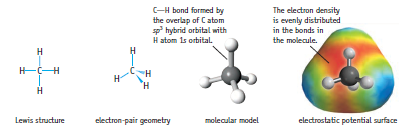 C—H bond formed by
the overlap of C atom
sp³ hybrid orbital with
H atom 1s orbital.
The electron density
is evenly distributed
in the bonds in
the molecule.
H
H—C—H
H
H
C
H
H
H
Lewis structure
electron-pair geometry
molecular model
electrostatic potential surface